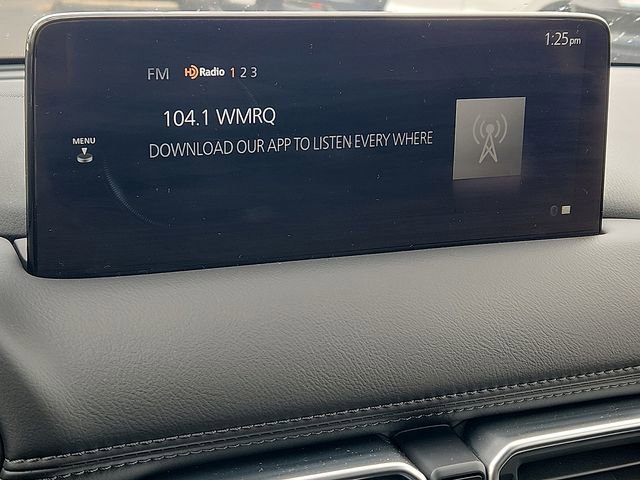 1:25pm
FM HD Radio 1 2 3
104.1 WMRQ
MENU
DOWNLOAD OUR APP TO LISTEN EVERY WHERE